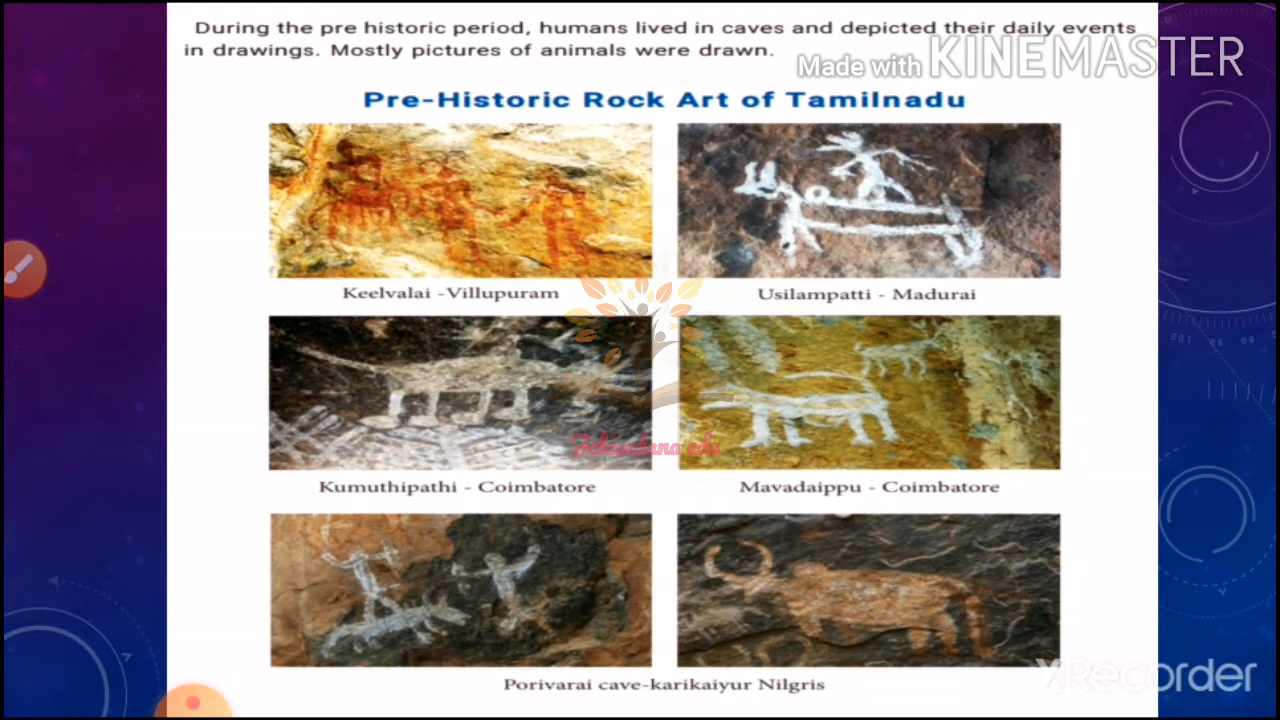 During the pre historic period, humans lived in caves and depicted their daily events
in drawings. Mostly pictures of animals were drawn.
Made with KINEMASTER
Pre-Historic Rock Art of Tamilnadu
Keelvalai -Villupuram
Usilampatti - Madurai
Kumuthipathi - Coimbatore
Mavadaippu - Coimbatore
Porivarai cave-karikaiyur Nilgris
XRecorder